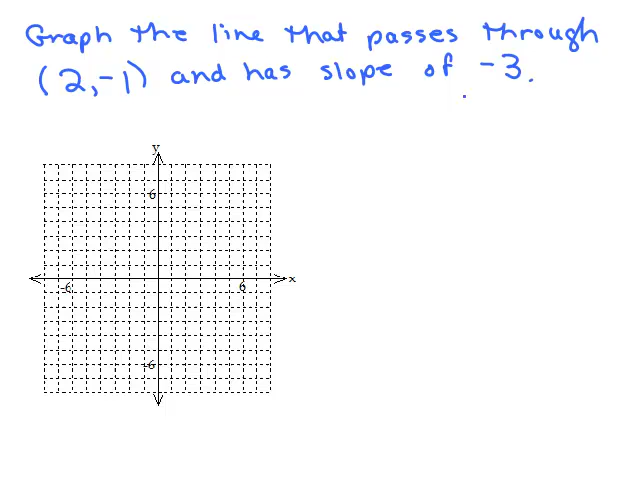 Graph the line that passes through
(2,-1) and has slope of -3.
y
6
-6 6 x
-6